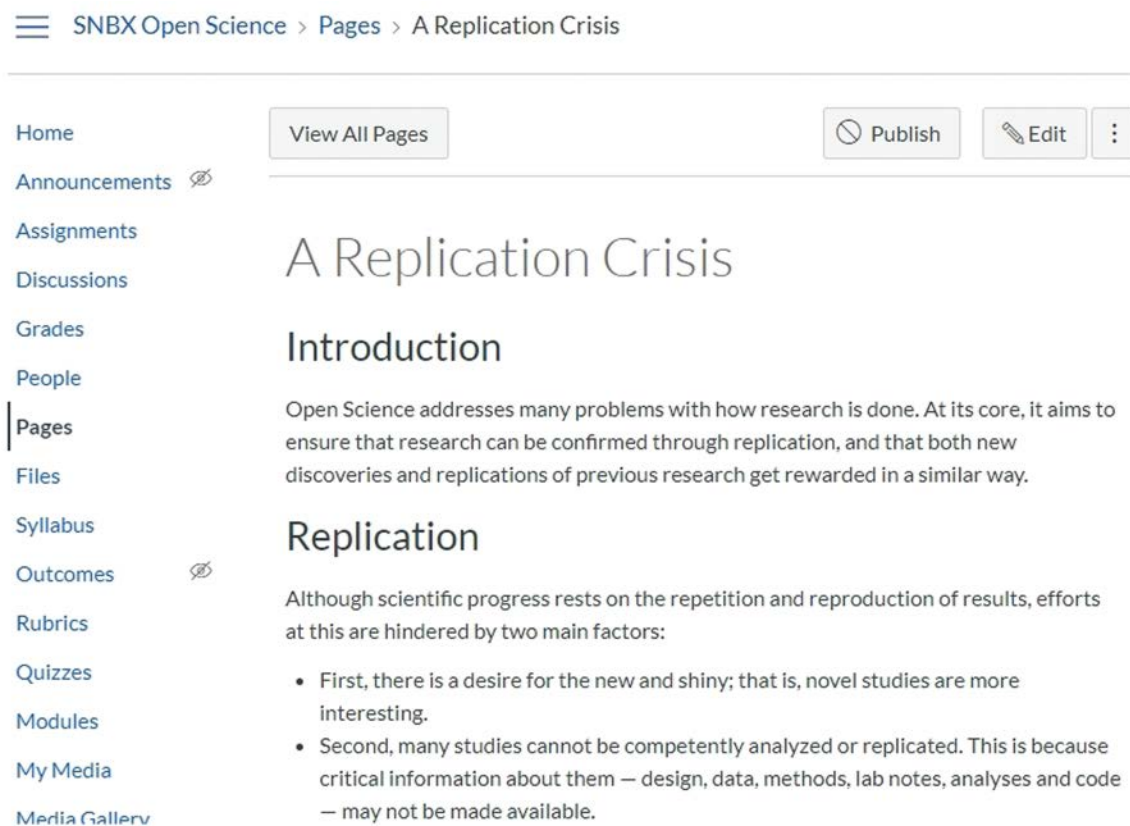 SNBX Open Science > Pages > A Replication Crisis
Home
Announcements
Assignments
Discussions
Grades
People
Pages
Files
Syllabus
Outcomes
Rubrics
Quizzes
Modules
My Media
Media Gallery
View All Pages
Publish
Edit
A Replication Crisis
Introduction
Open Science addresses many problems with how research is done. At its core, it aims to
ensure that research can be confirmed through replication, and that both new
discoveries and replications of previous research get rewarded in a similar way.
Replication
Although scientific progress rests on the repetition and reproduction of results, efforts
at this are hindered by two main factors:
• First, there is a desire for the new and shiny; that is, novel studies are more
interesting.
• Second, many studies cannot be competently analyzed or replicated. This is because
critical information about them — design, data, methods, lab notes, analyses and code
— may not be made available.